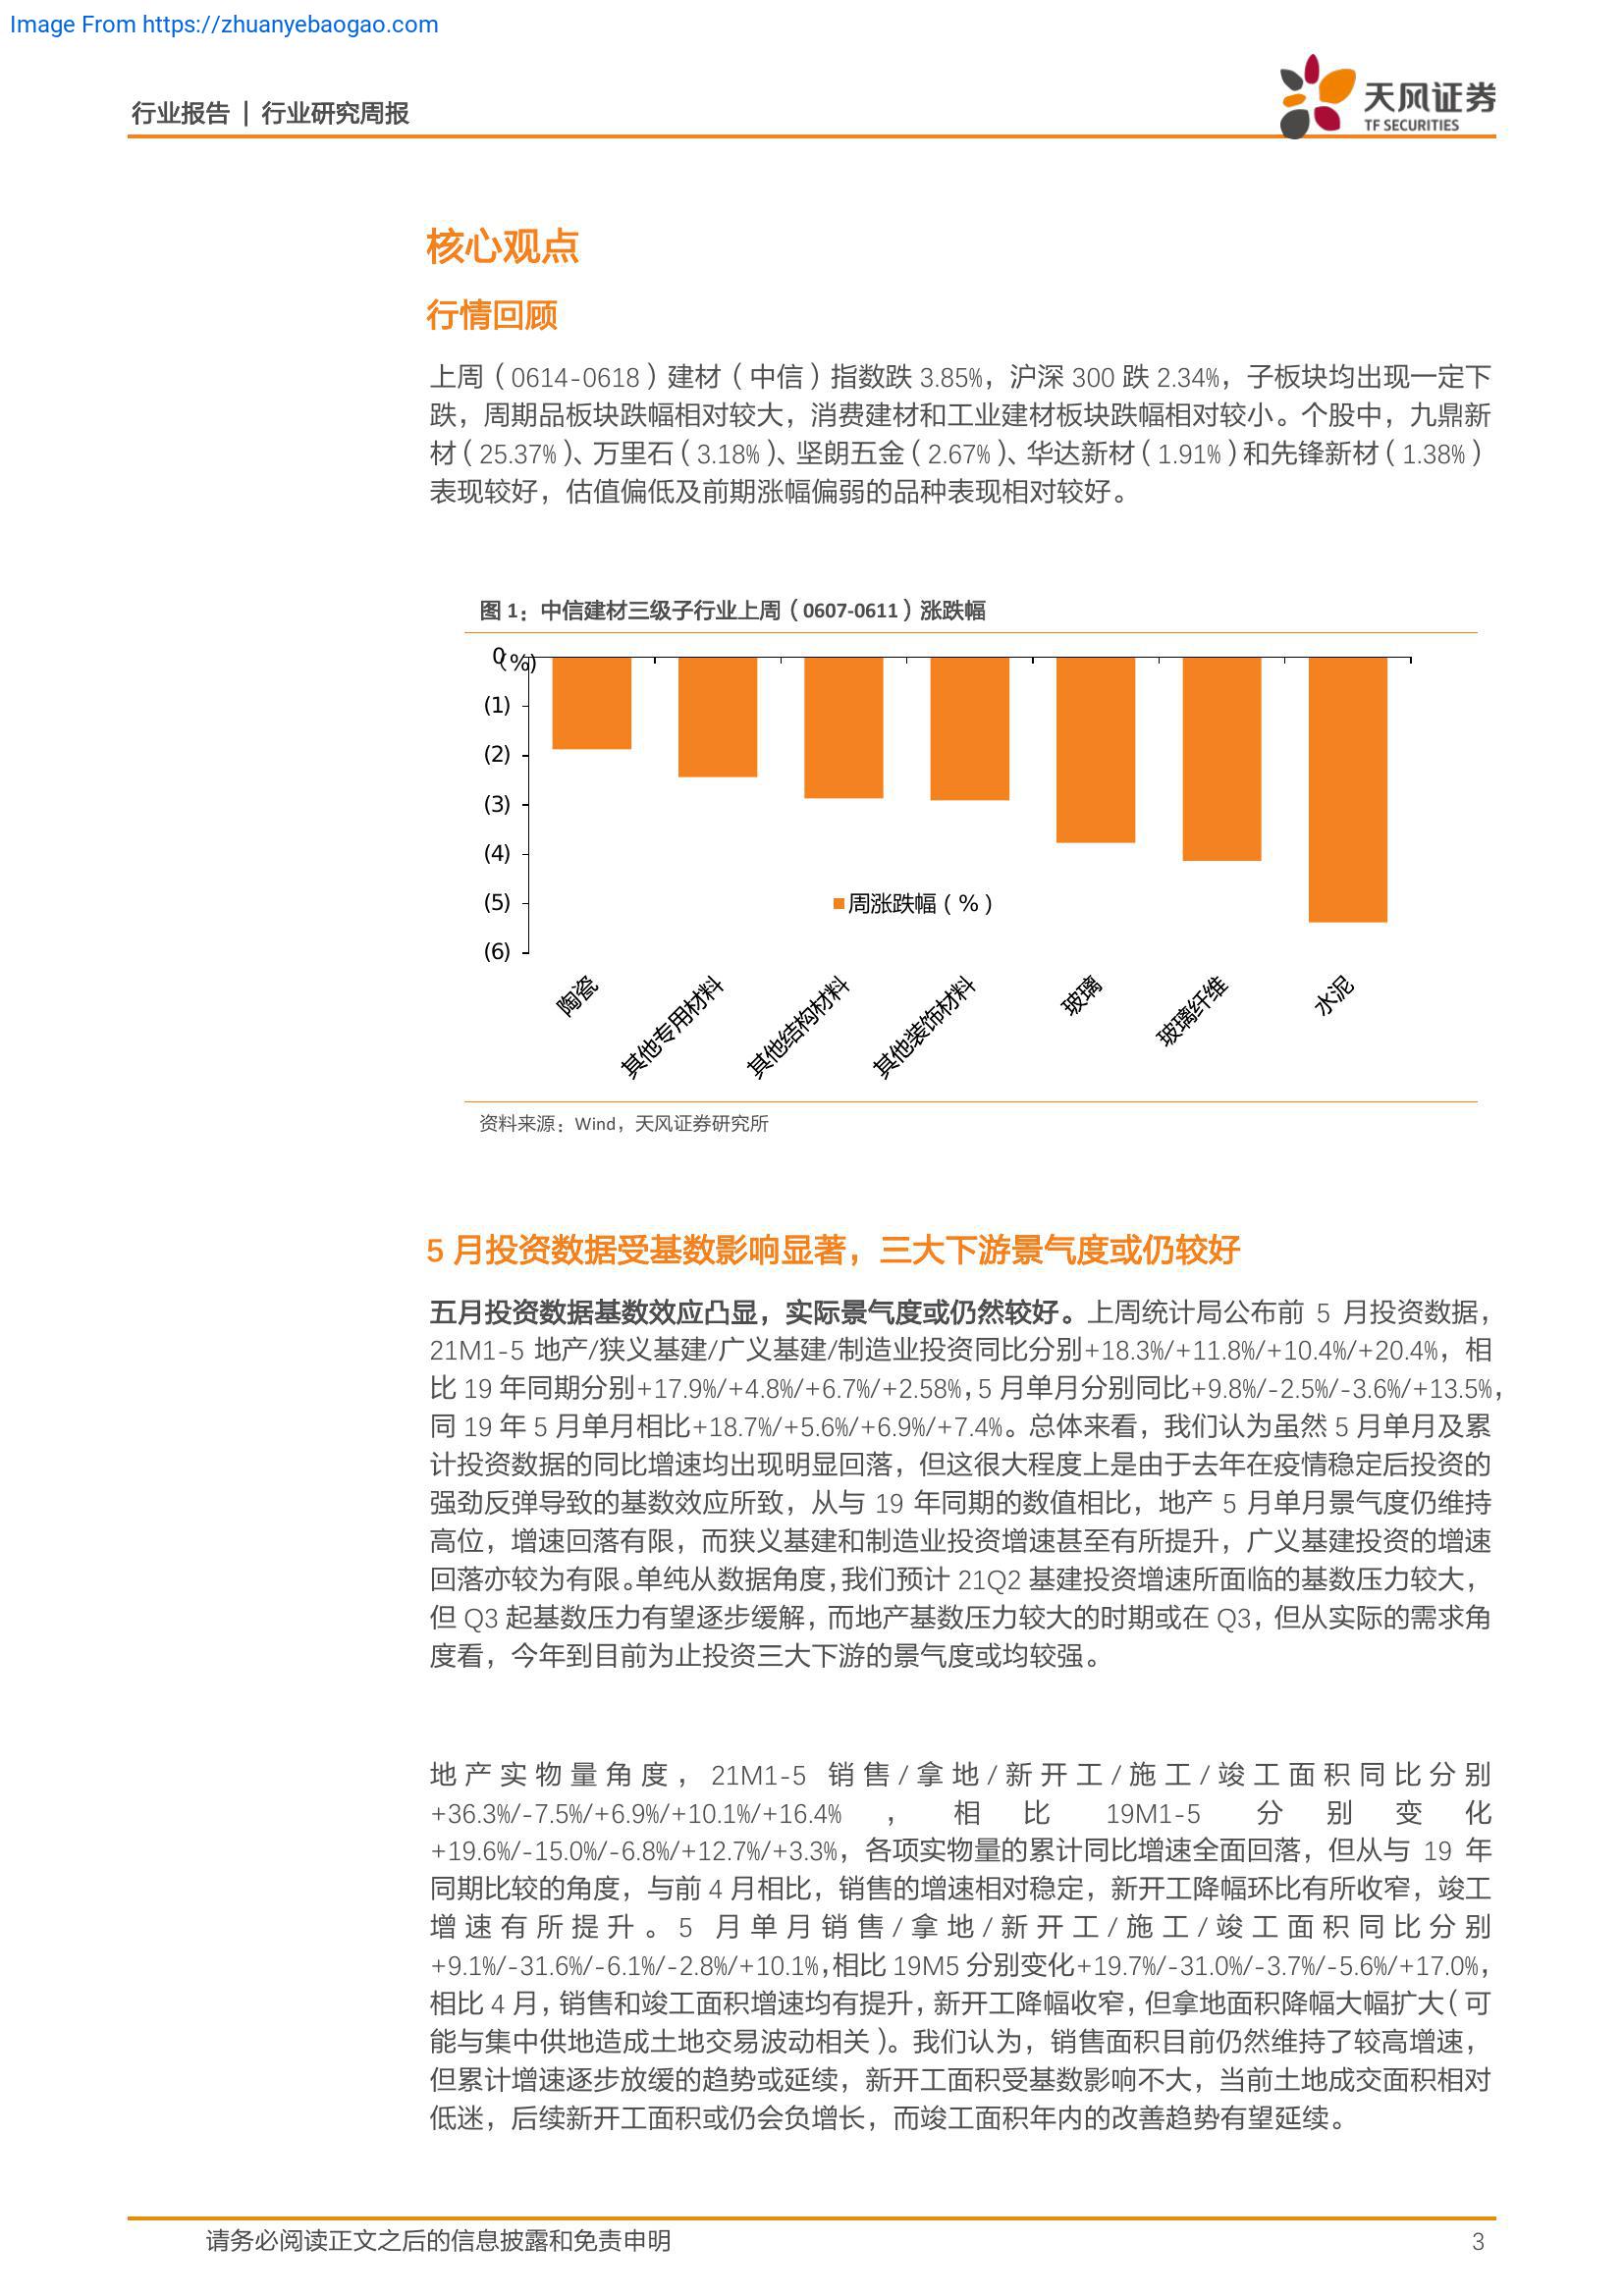 Image From https://zhuanyebaogao.com
行业报告 | 行业研究周报
天风证券
TF SECURITIES
核心观点
行情回顾
上周（0614-0618）建材（中信）指数跌 3.85%，沪深 300 跌 2.34%，子板块均出现一定下
跌，周期品板块跌幅相对较大，消费建材和工业建材板块跌幅相对较小。个股中，九鼎新
材（25.37%）、万里石（3.18%）、坚朗五金（2.67%）、华达新材（1.91%）和先锋新材（1.38%）
表现较好，估值偏低及前期涨幅偏弱的品种表现相对较好。
图 1：中信建材三级子行业上周（0607-0611）涨跌幅
0
(%)
(1)
(2)
(3)
(4)
(5)
(6)
周涨跌幅（%）
陶瓷
其他专用材料
其他结构材料
其他装饰材料
玻璃
玻璃纤维
水泥
资料来源：Wind，天风证券研究所
5 月投资数据受基数影响显著，三大下游景气度或仍较好
五月投资数据基数效应凸显，实际景气度或仍然较好。上周统计局公布前 5 月投资数据，
21M1-5 地产/狭义基建/广义基建/制造业投资同比分别+18.3%/+11.8%/+10.4%/+20.4%，相
比 19 年同期分别+17.9%/+4.8%/+6.7%/+2.58%，5 月单月分别同比+9.8%/-2.5%/-3.6%/+13.5%，
同 19 年 5 月单月相比+18.7%/+5.6%/+6.9%/+7.4%。总体来看，我们认为虽然 5 月单月及累
计投资数据的同比增速均出现明显回落，但这很大程度上是由于去年在疫情稳定后投资的
强劲反弹导致的基数效应所致，从与 19 年同期的数值相比，地产 5 月单月景气度仍维持
高位，增速回落有限，而狭义基建和制造业投资增速甚至有所提升，广义基建投资的增速
回落亦较为有限。单纯从数据角度，我们预计 21Q2 基建投资增速所面临的基数压力较大，
但 Q3 起基数压力有望逐步缓解，而地产基数压力较大的时期或在 Q3，但从实际的需求角
度看，今年到目前为止投资三大下游的景气度或均较强。
地产实物量角度，21M1-5 销售/拿地/新开工/施工/竣工面积同比分别
+36.3%/-7.5%/+6.9%/+10.1%/+16.4%，相比 19M1-5 分别变化
+19.6%/-15.0%/-6.8%/+12.7%/+3.3%，各项实物量的累计同比增速全面回落，但从与 19 年
同期比较的角度，与前 4 月相比，销售的增速相对稳定，新开工降幅环比有所收窄，竣工
增速有所提升。5 月单月销售/拿地/新开工/施工/竣工面积同比分别
+9.1%/-31.6%/-6.1%/-2.8%/+10.1%，相比 19M5 分别变化+19.7%/-31.0%/-3.7%/-5.6%/+17.0%，
相比 4 月，销售和竣工面积增速均有提升，新开工降幅收窄，但拿地面积降幅大幅扩大（可
能与集中供地造成土地交易波动相关）。我们认为，销售面积目前仍然维持了较高增速，
但累计增速逐步放缓的趋势或延续，新开工面积受基数影响不大，当前土地成交面积相对
低迷，后续新开工面积或仍会负增长，而竣工面积年内的改善趋势有望延续。
请务必阅读正文之后的信息披露和免责申明
3